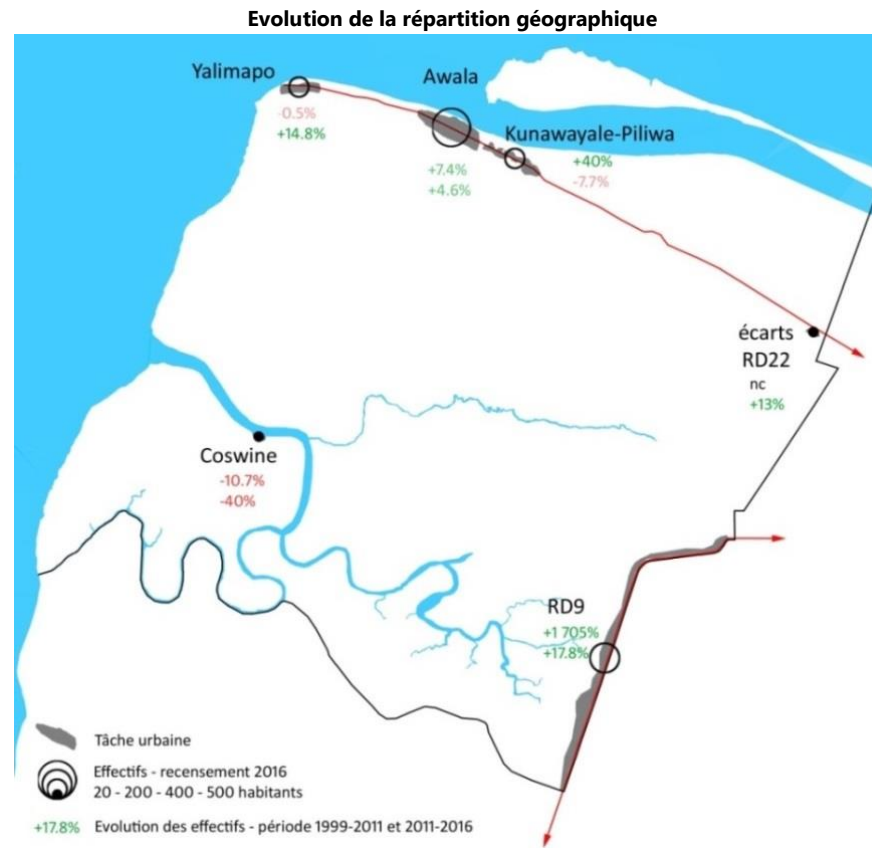 Evolution de la répartition géographique
Yalimapo
-0.5%
+14.8%
Awala
+7.4%
+4.6%
Kunawayale-Piliwa
+40%
-7.7%
écarts
RD22
nc
+13%
Coswine
-10.7%
-40%
RD9
+1 705%
+17.8%
Tâche urbaine
Effectifs - recensement 2016
20 - 200 - 400 - 500 habitants
+17.8% Evolution des effectifs - période 1999-2011 et 2011-2016